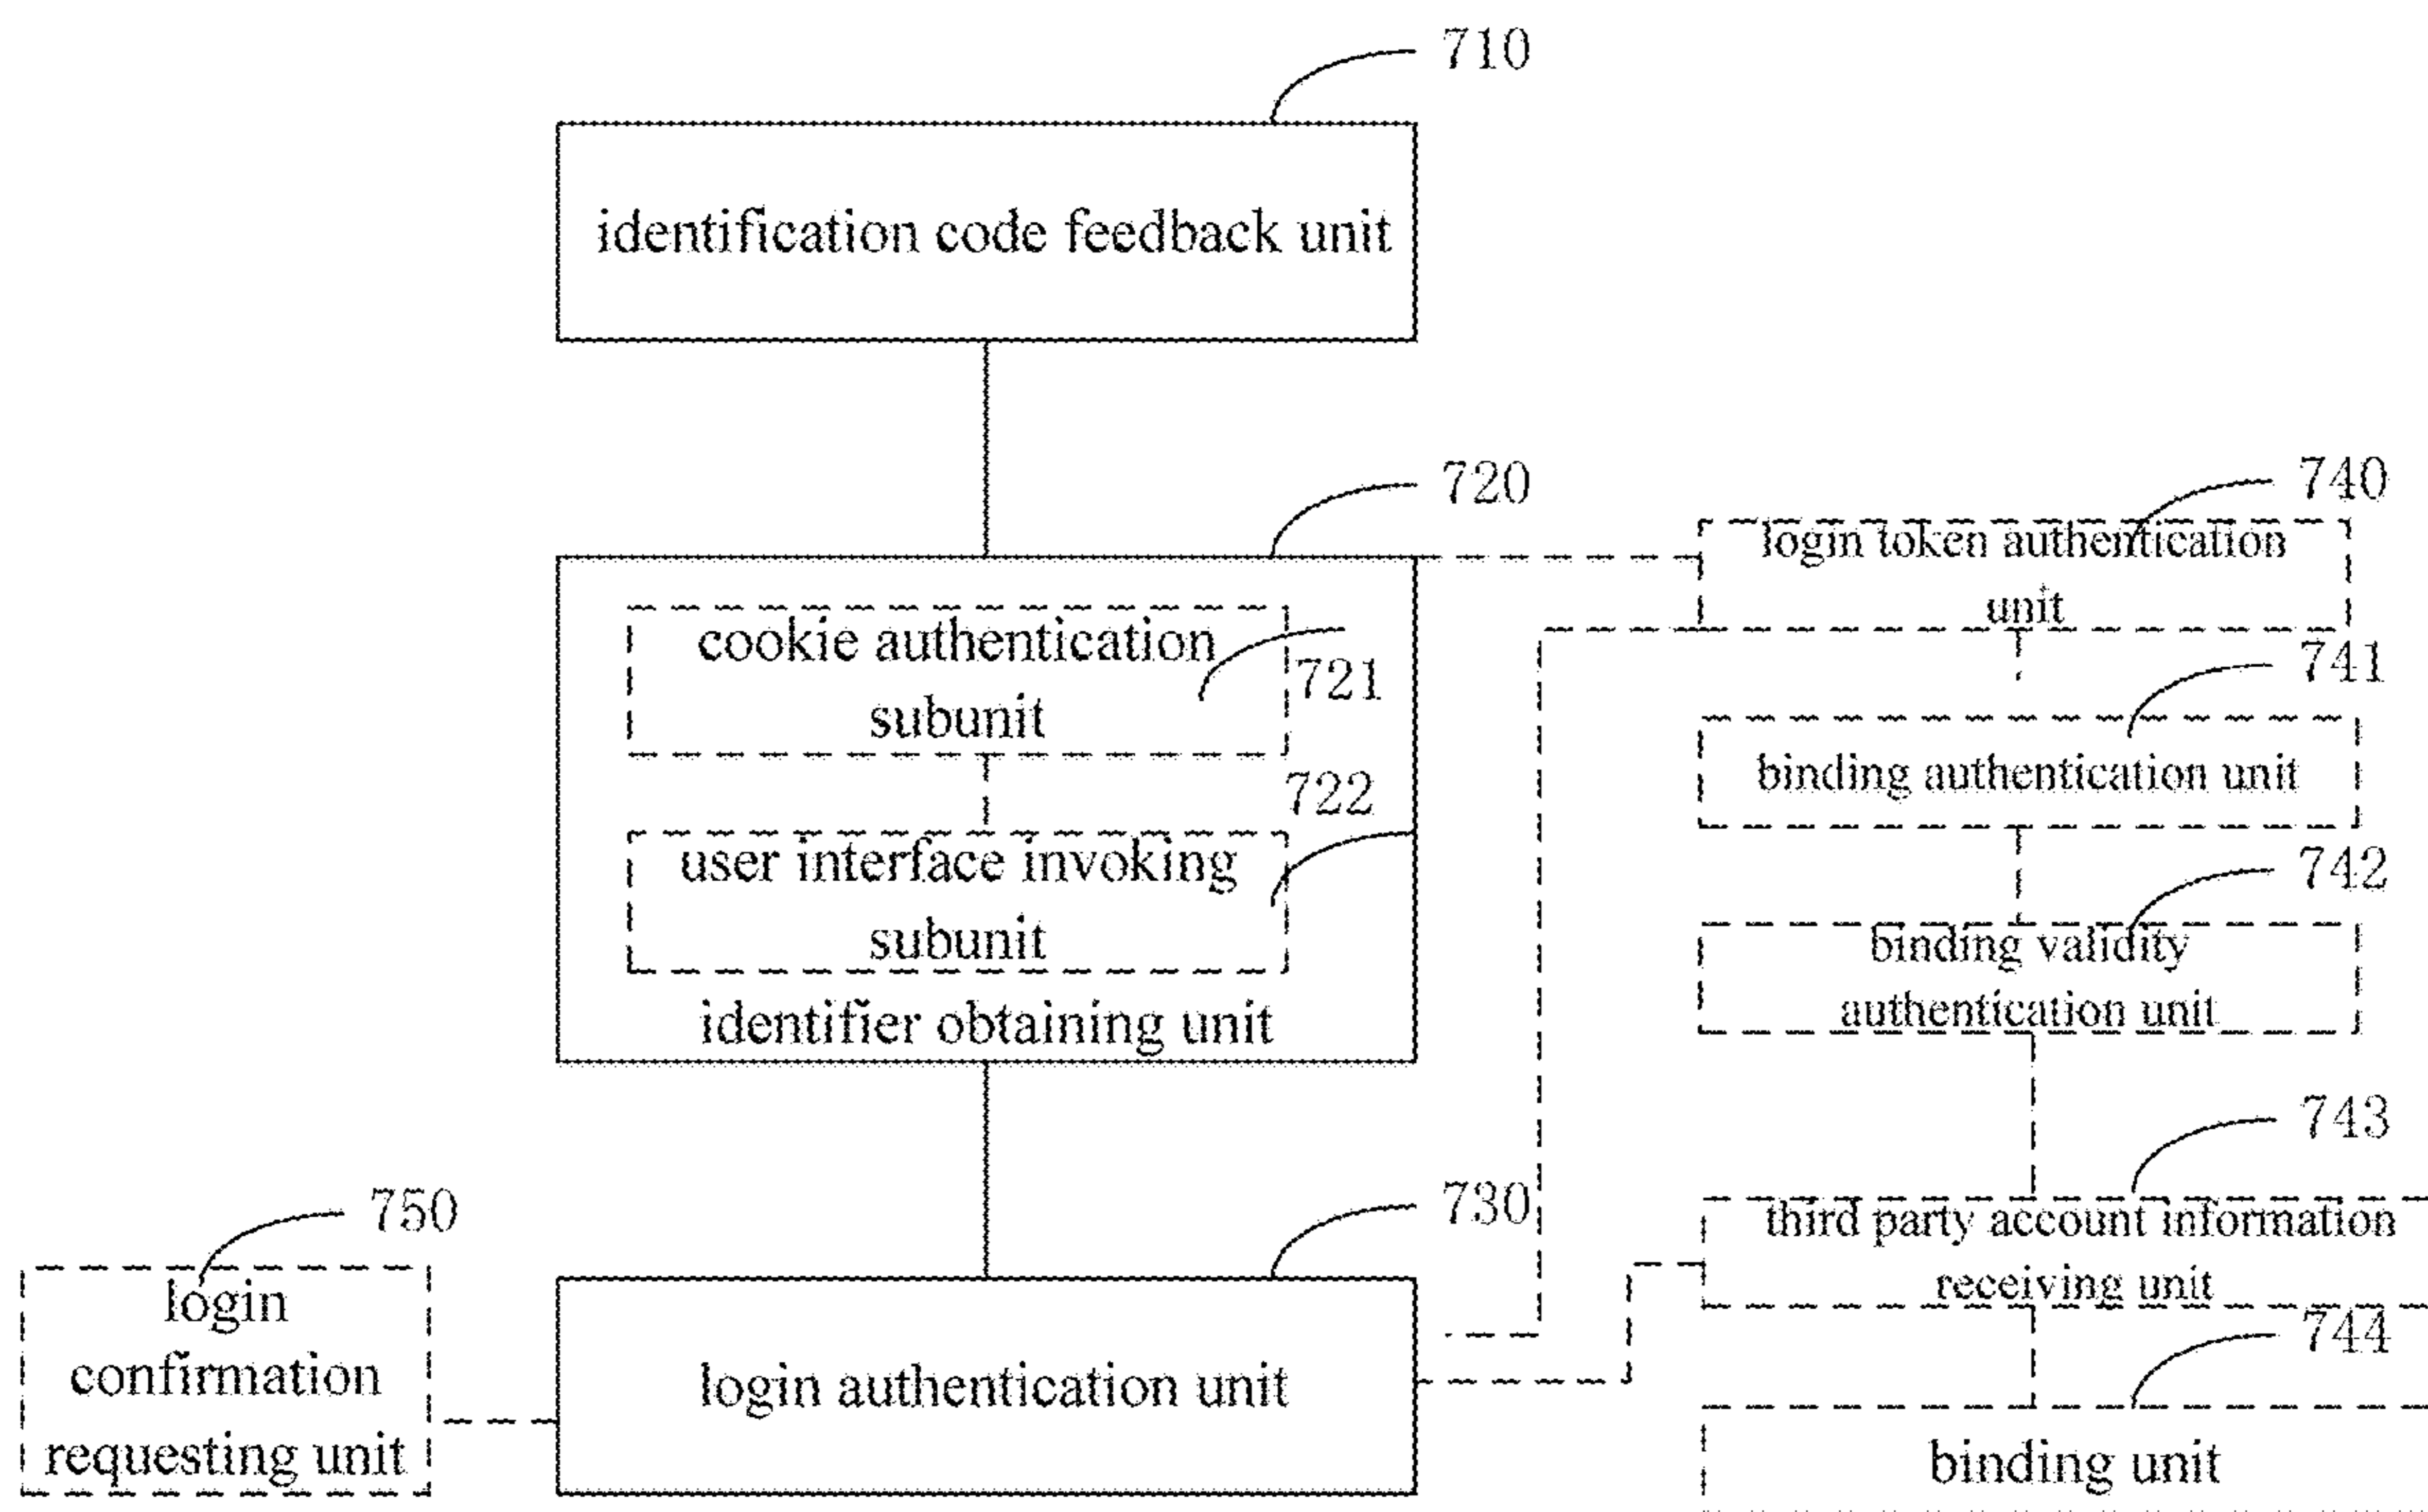 710
identification code feedback unit
720
740
login token authentication
unit
cookie authentication
subunit
721
741
binding authentication unit
722
user interface invoking
subunit
742
binding validity
authentication unit
identifier obtaining unit
743
750
730
third party account information
receiving unit
login
confirmation
requesting unit
744
login authentication unit
binding unit